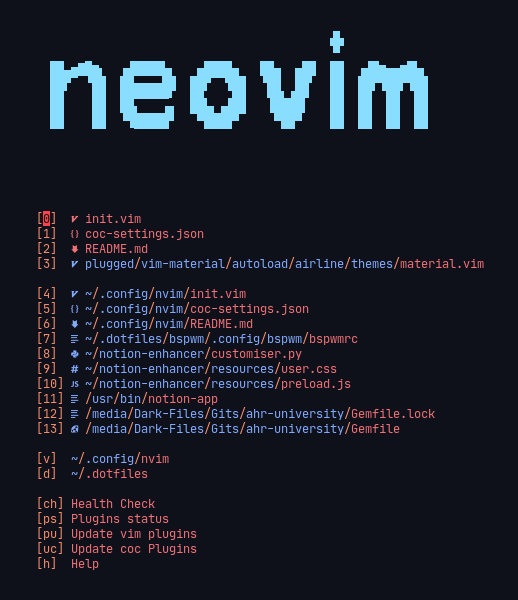 neovim
[0] init.vim
[1] {} coc-settings.json
[2] README.md
[3] plugged/vim-material/autoload/airline/themes/material.vim
[4] ~/.config/nvim/init.vim
[5] {} ~/.config/nvim/coc-settings.json
[6] ~/.config/nvim/README.md
[7] ~/.dotfiles/bspwm/.config/bspwm/bspwmrc
[8] ~/notion-enhancer/customiser.py
[9] # ~/notion-enhancer/resources/user.css
[10] JS ~/notion-enhancer/resources/preload.js
[11] /usr/bin/notion-app
[12] /media/Dark-Files/Gits/ahr-university/Gemfile.lock
[13] /media/Dark-Files/Gits/ahr-university/Gemfile
[v] ~/.config/nvim
[d] ~/.dotfiles
[ch] Health Check
[ps] Plugins status
[pu] Update vim plugins
[uc] Update coc Plugins
[h] Help